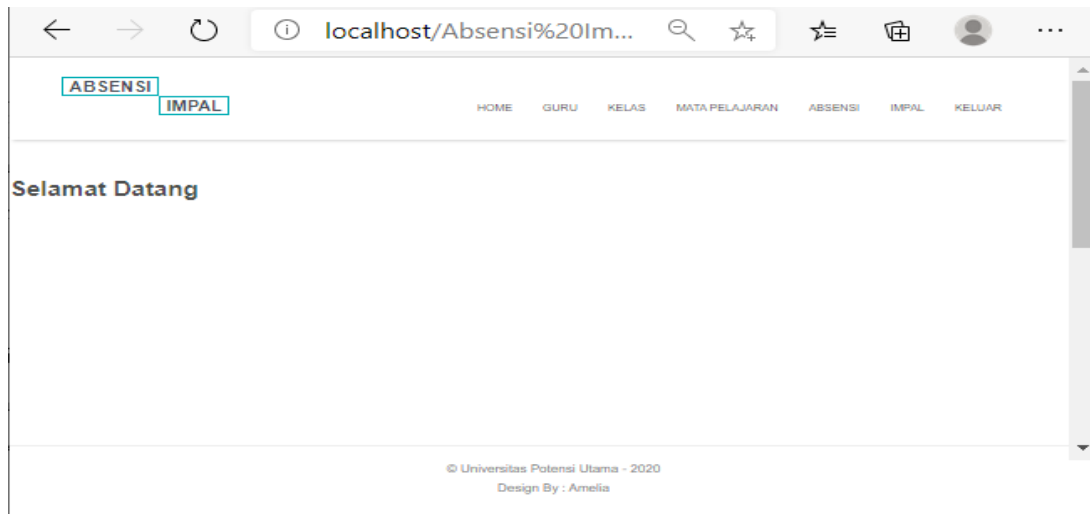 localhost/Absensi%20Im...
ABSENSI
IMPAL
HOME GURU KELAS MATA PELAJARAN ABSENSI IMPAL KELUAR
Selamat Datang
© Universitas Potensi Utama - 2020
Design By : Amelia